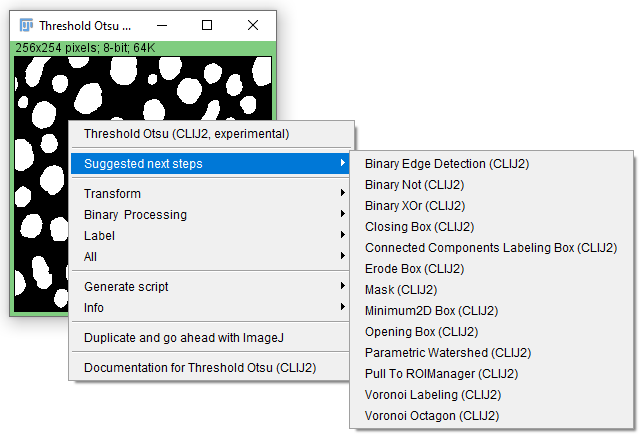 Threshold Otsu ...
256x254 pixels; 8-bit; 64K
Threshold Otsu (CLIJ2, experimental)
Suggested next steps
Transform
Binary Processing
Label
All
Generate script
Info
Duplicate and go ahead with ImageJ
Documentation for Threshold Otsu (CLIJ2)
Binary Edge Detection (CLIJ2)
Binary Not (CLIJ2)
Binary XOr (CLIJ2)
Closing Box (CLIJ2)
Connected Components Labeling Box (CLIJ2)
Erode Box (CLIJ2)
Mask (CLIJ2)
Minimum2D Box (CLIJ2)
Opening Box (CLIJ2)
Parametric Watershed (CLIJ2)
Pull To ROIManager (CLIJ2)
Voronoi Labeling (CLIJ2)
Voronoi Octagon (CLIJ2)